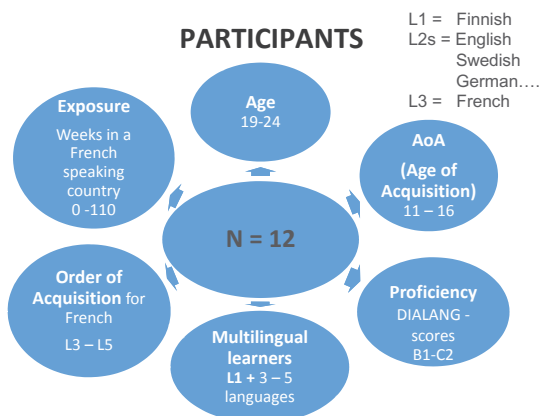 PARTICIPANTS
L1 = Finnish
L2s = English
Swedish
German….
L3 = French
Exposure
Weeks in a
French
speaking
country
0 -110
Age
19-24
AoA
(Age of
Acquisition)
11 – 16
N = 12
Order of
Acquisition for
French
L3 – L5
Multilingual
learners
L1 + 3 – 5
languages
Proficiency
DIALANG -
scores
B1-C2